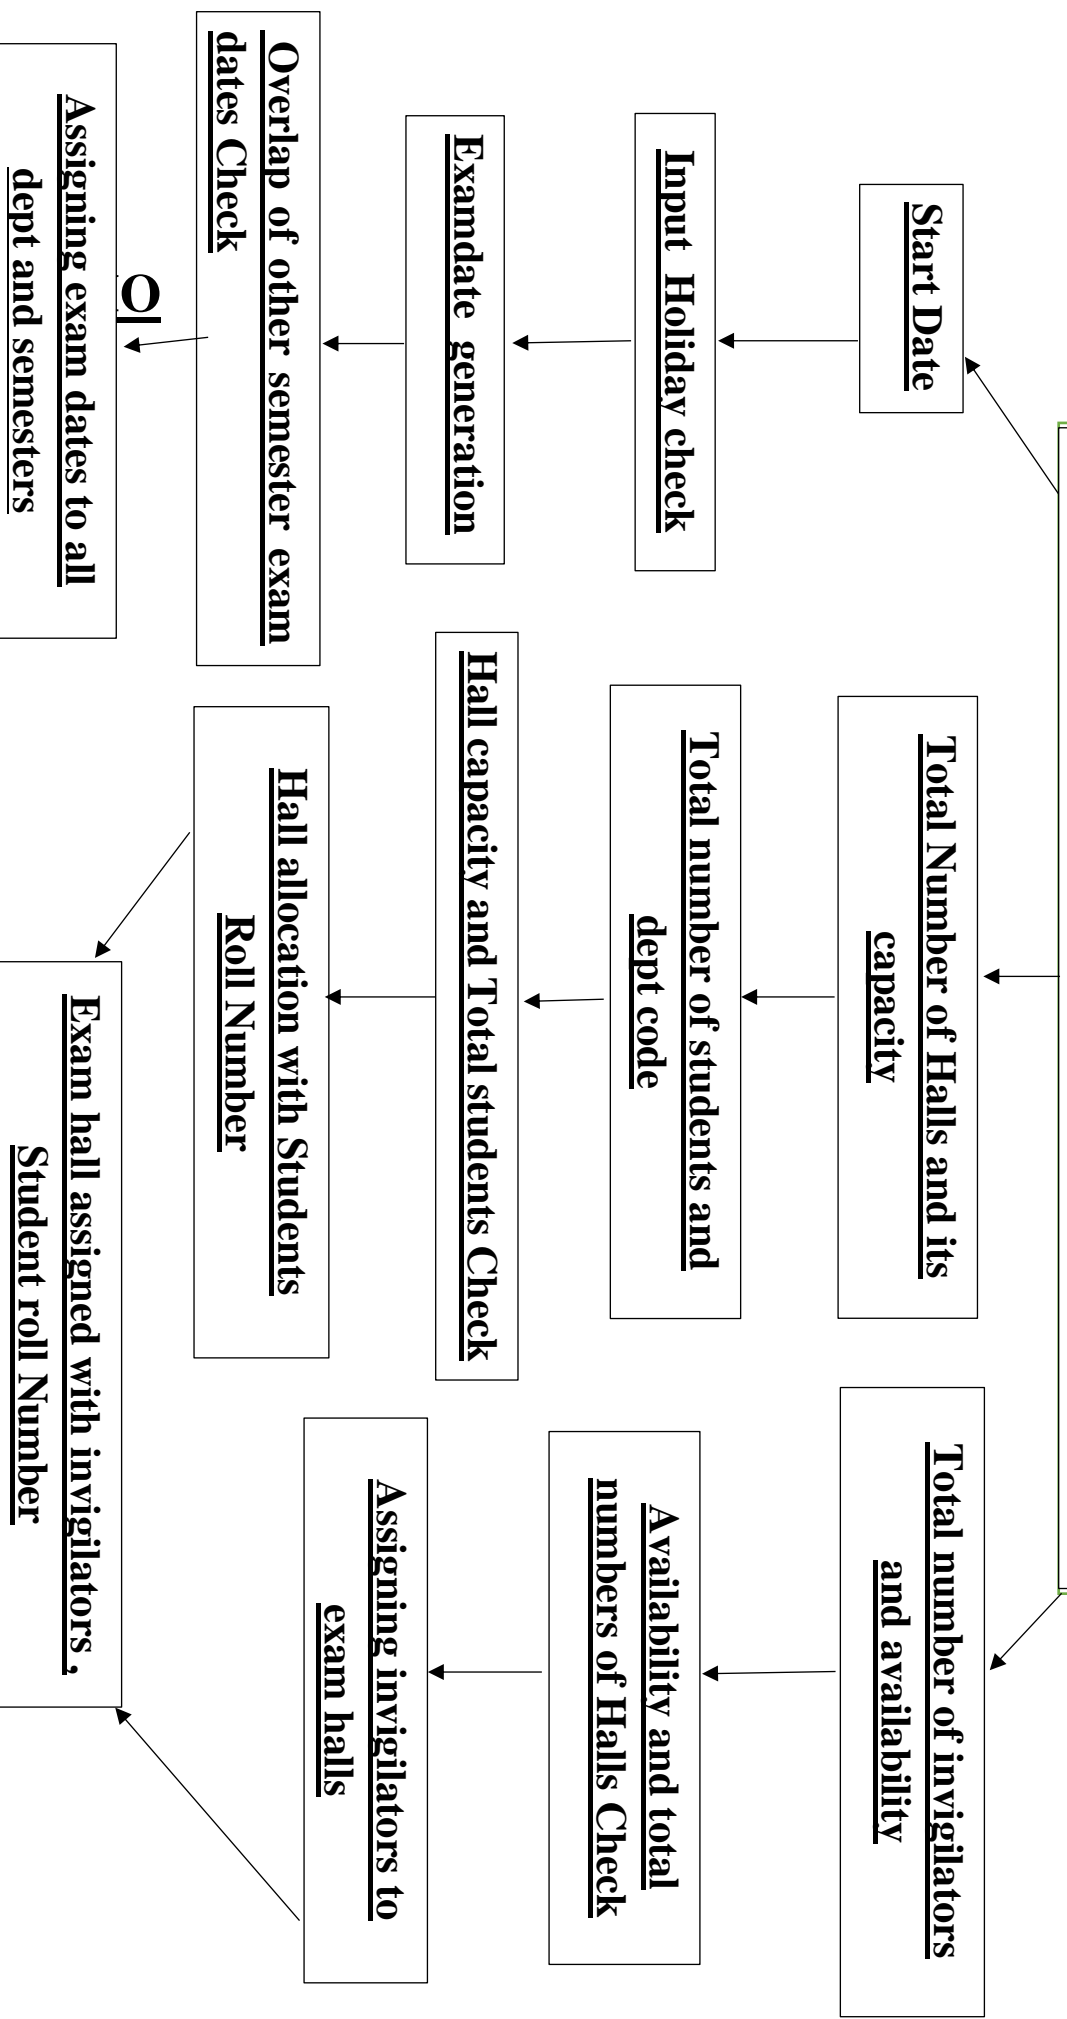 Start Date
Input Holiday check
Examdate generation
Overlap of other semester exam
dates Check
O
Assigning exam dates to all
dept and semesters
Total Number of Halls and its
capacity
Total number of students and
dept code
Hall capacity and Total students Check
Hall allocation with Students
Roll Number
Exam hall assigned with invigilators,
Student roll Number
Total number of invigilators
and availability
Availability and total
numbers of Halls Check
Assigning invigilators to
exam halls